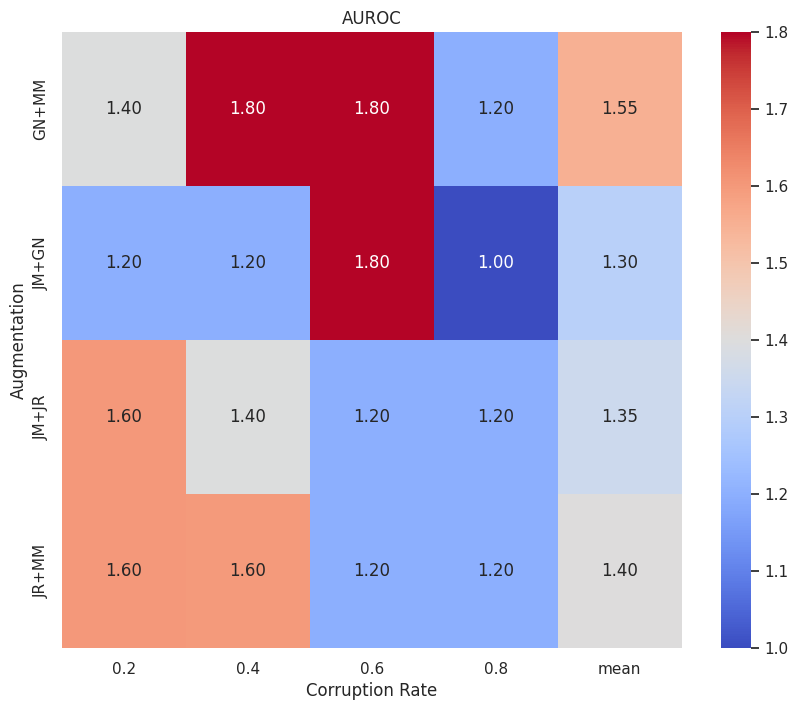 AUROC
GN+MM 1.40 1.80 1.80 1.20 1.55
JM+GN 1.20 1.20 1.80 1.00 1.30
JM+JR 1.60 1.40 1.20 1.20 1.35
JR+MM 1.60 1.60 1.20 1.20 1.40
Augmentation
0.2 0.4 0.6 0.8 mean
Corruption Rate
1.8
1.7
1.6
1.5
1.4
1.3
1.2
1.1
1.0